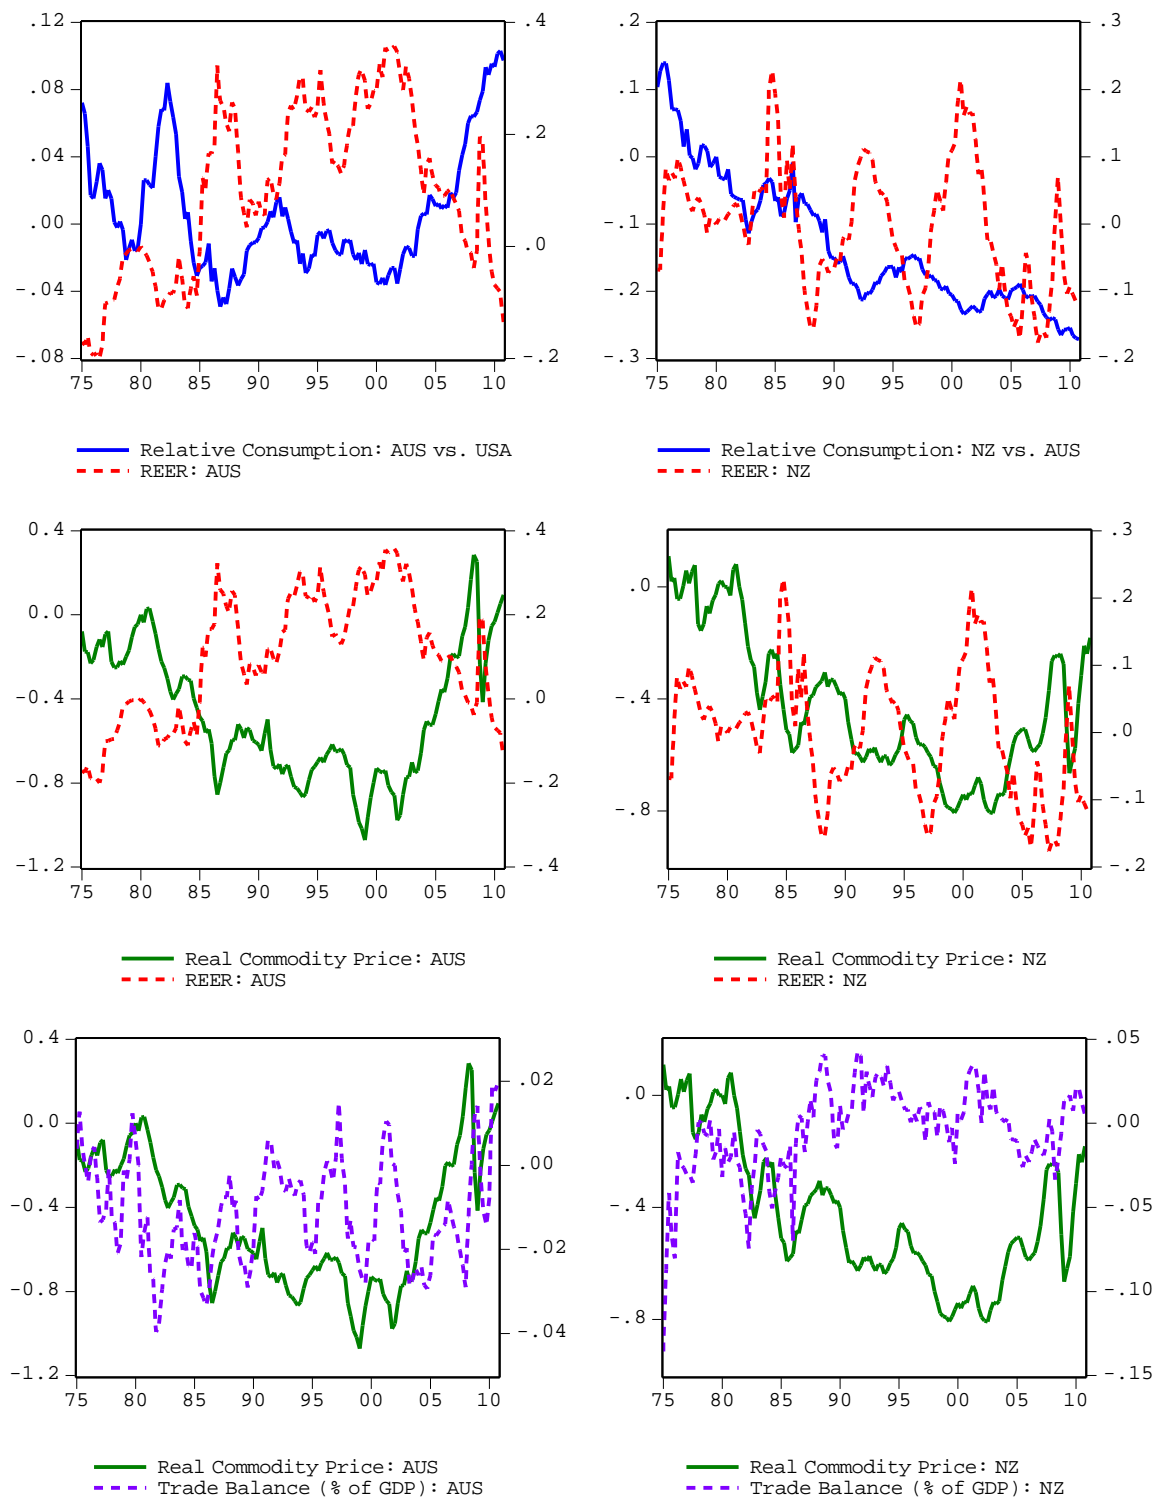 .12 .4 .2 .3
.08 .1 .2
.2
.04 .0 .1
.00 -.1 .0
.0
-.04 -.2 -.1
-.08 -.2 -.3 -.2
75 80 85 90 95 00 05 10 75 80 85 90 95 00 05 10
Relative Consumption: AUS vs. USA
REER: AUS
Relative Consumption: NZ vs. AUS
REER: NZ
0.4 .4 .3
.0
0.0 .2 .2
.1
-0.4 .0 -.4
.0
-0.8 -.2 -.1
-.8
-1.2 -.4 -.2
75 80 85 90 95 00 05 10 75 80 85 90 95 00 05 10
Real Commodity Price: AUS
REER: AUS
Real Commodity Price: NZ
REER: NZ
0.4 .05
.02 .0
0.0 .00
.00
-0.4 -.4 -.05
-.02
-0.8 -.10
-.8
-.04
-1.2 -.15
75 80 85 90 95 00 05 10 75 80 85 90 95 00 05 10
Real Commodity Price: AUS
Trade Balance (% of GDP): AUS
Real Commodity Price: NZ
Trade Balance (% of GDP): NZ